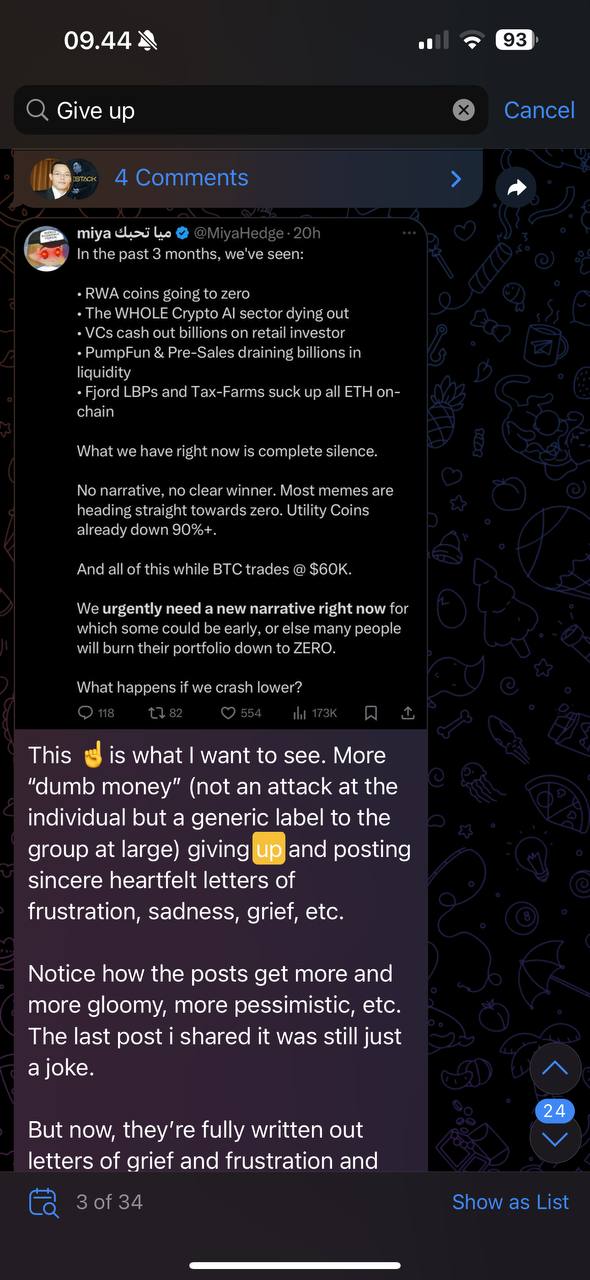 09.44
93
Give up
Cancel
4 Comments
miya ميا تحبك @MiyaHedge · 20h
In the past 3 months, we've seen:
• RWA coins going to zero
• The WHOLE Crypto AI sector dying out
• VCs cash out billions on retail investor
• PumpFun & Pre-Sales draining billions in
liquidity
• Fjord LBPs and Tax-Farms suck up all ETH on-
chain
What we have right now is complete silence.
No narrative, no clear winner. Most memes are
heading straight towards zero. Utility Coins
already down 90%+.
And all of this while BTC trades @ $60K.
We urgently need a new narrative right now for
which some could be early, or else many people
will burn their portfolio down to ZERO.
What happens if we crash lower?
118 82 554 173K
This ☝️ is what I want to see. More
“dumb money” (not an attack at the
individual but a generic label to the
group at large) giving up and posting
sincere heartfelt letters of
frustration, sadness, grief, etc.
Notice how the posts get more and
more gloomy, more pessimistic, etc.
The last post i shared it was still just
a joke.
But now, they’re fully written out
letters of grief and frustration and
24
3 of 34
Show as List